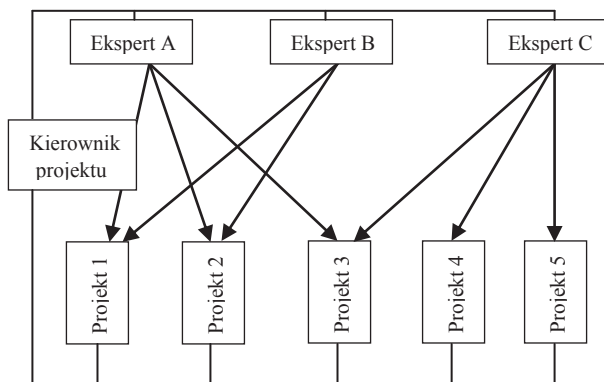 Ekspert A
Ekspert B
Ekspert C
Kierownik
projektu
Projekt 1
Projekt 2
Projekt 3
Projekt 4
Projekt 5